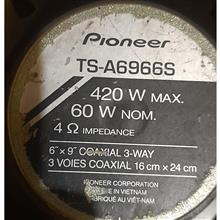 Pioneer
TS-A6966S
420 W MAX.
60 W NOM.
4 Ω IMPEDANCE
6" x 9" COAXIAL 3-WAY
3 VOIES COAXIAL 16 cm x 24 cm
PIONEER CORPORATION
MADE IN VIETNAM
FABRIQUÉ AU VIET-NAM